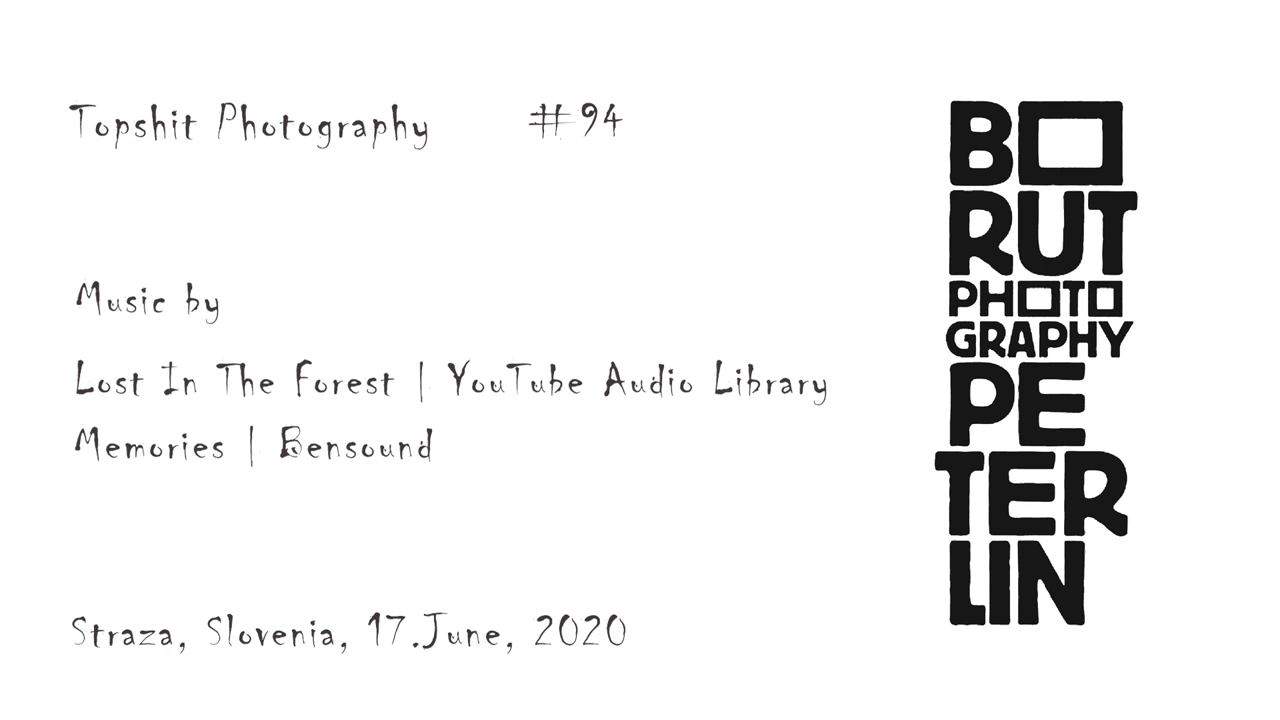 Topshit Photography #94
Music by
Lost In The Forest | YouTube Audio Library
Memories | Bensound
Straza, Slovenia, 17.June, 2020
BO
RUT
PHOTO
GRAPHY
PE
TER
LIN